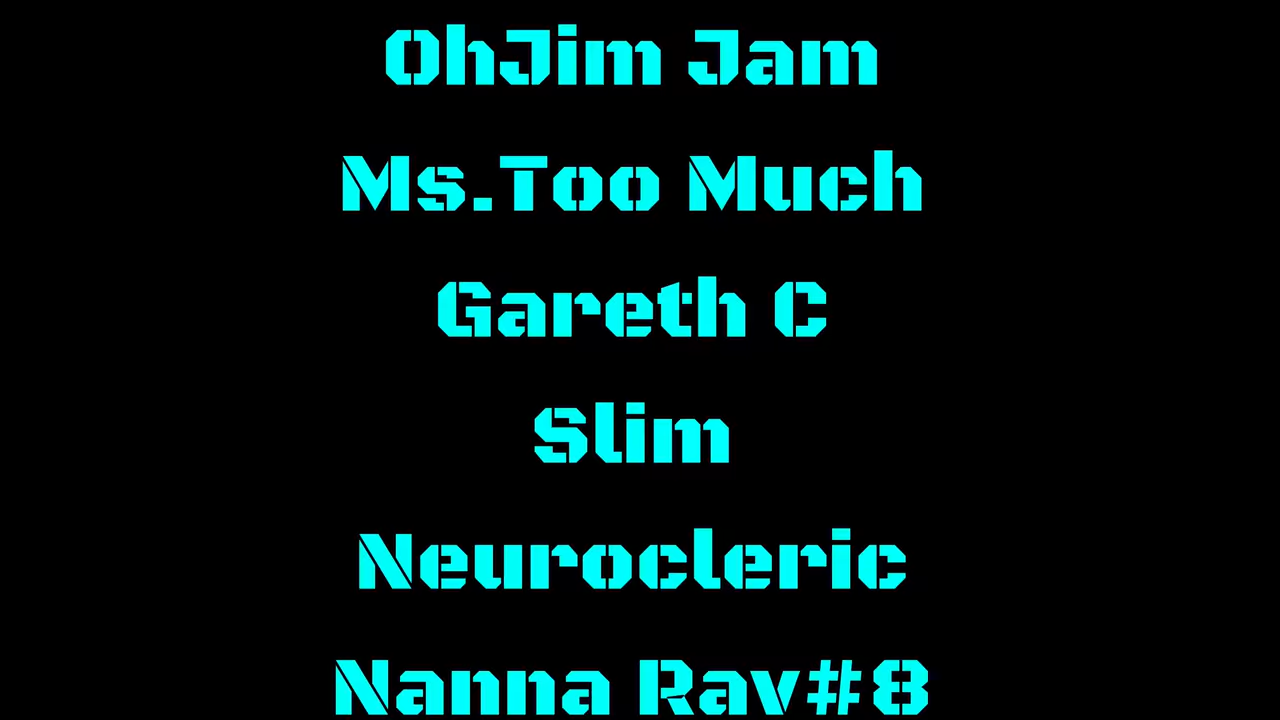 OhJim Jam
Ms.Too Much
Gareth C
Slim
Neurocleric
Nanna Rav#8